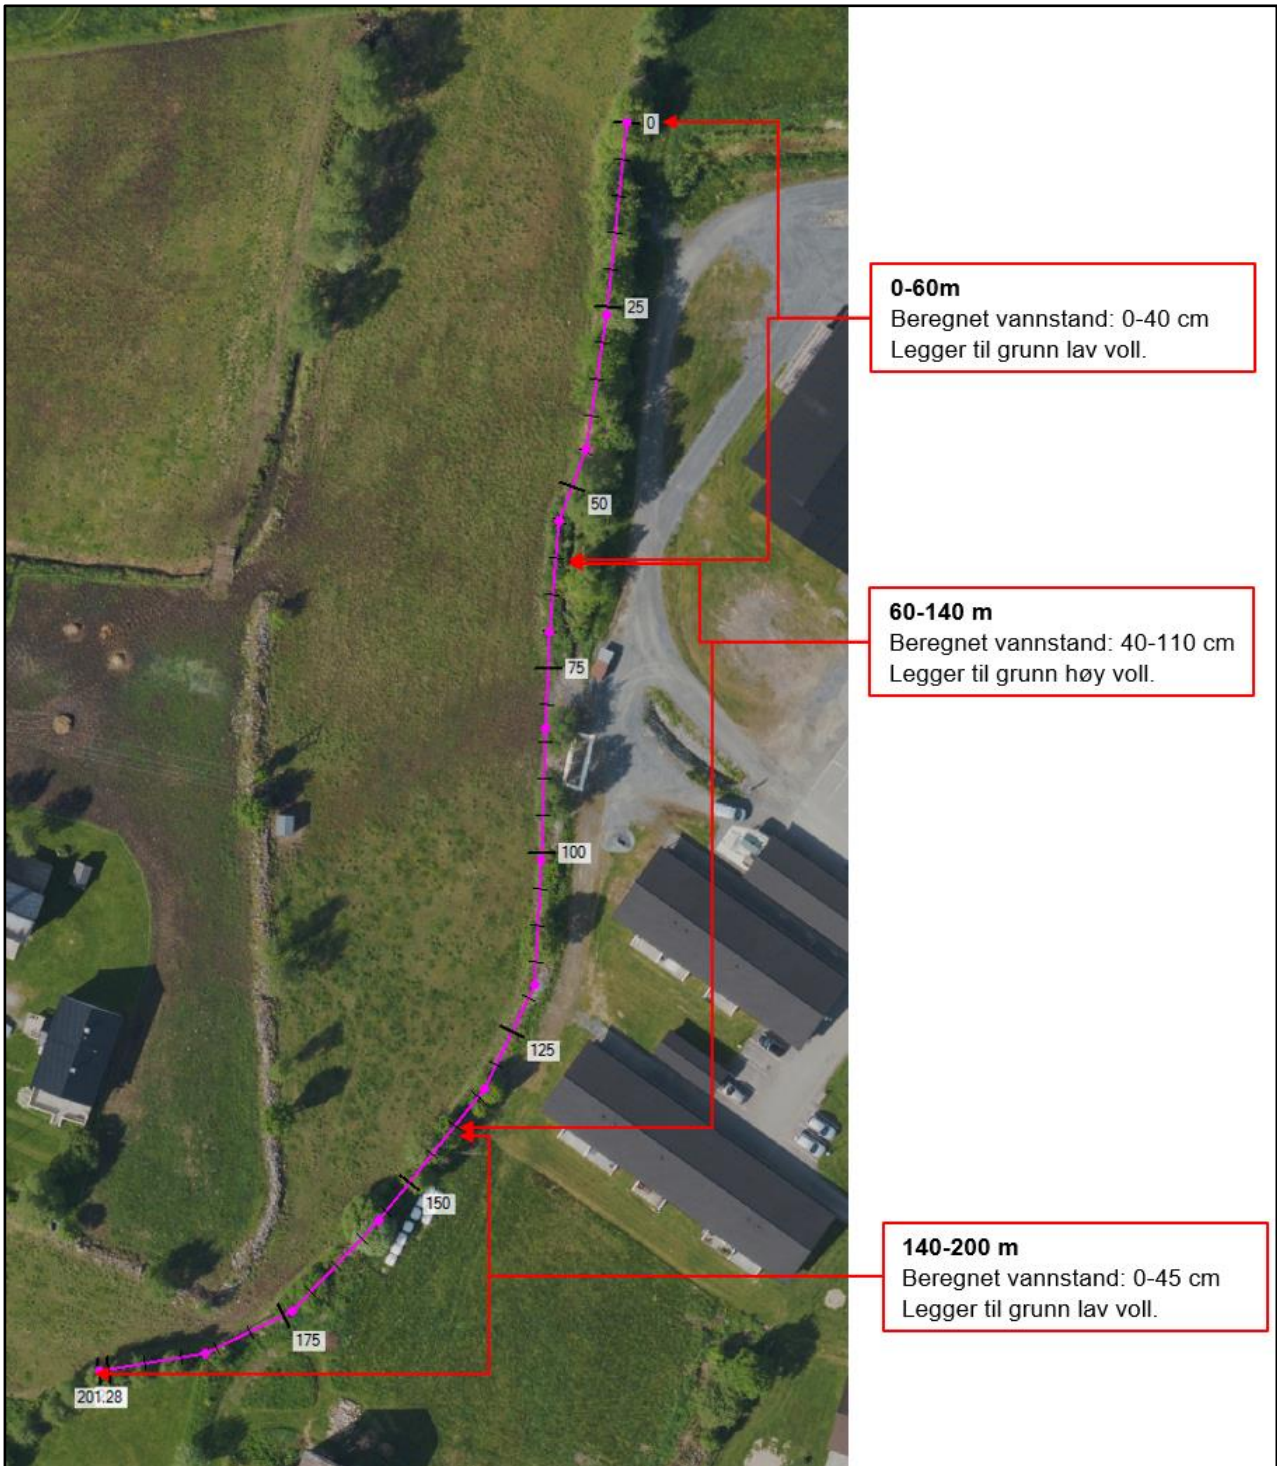 0
0-60m
Beregnet vannstand: 0-40 cm
Legger til grunn lav voll.
25
50
60-140 m
Beregnet vannstand: 40-110 cm
Legger til grunn høy voll.
75
100
125
150
140-200 m
Beregnet vannstand: 0-45 cm
Legger til grunn lav voll.
175
201.28